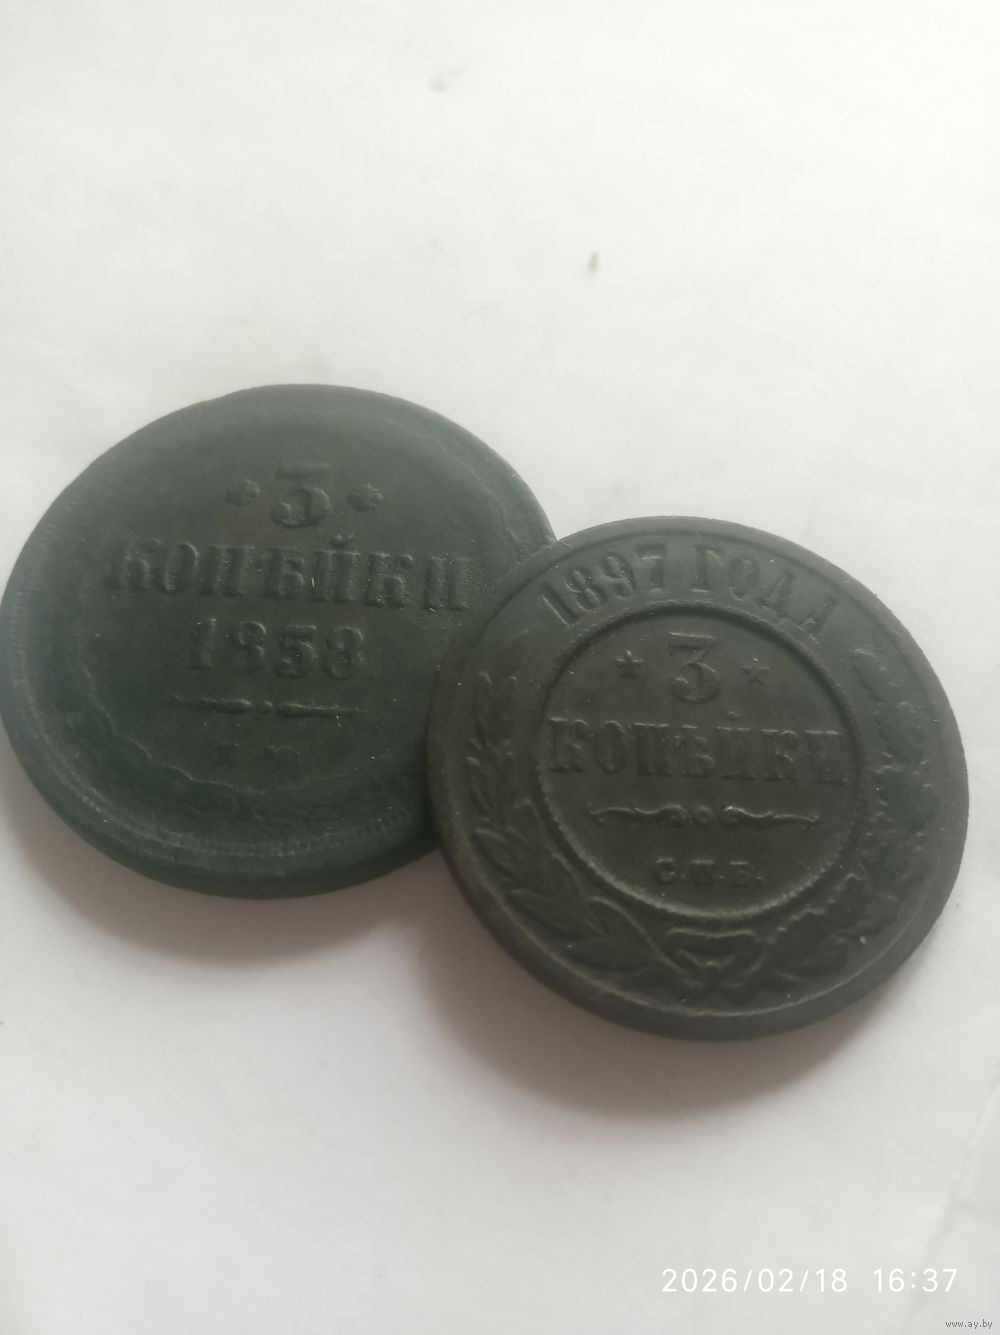 3
КОПѢЙКИ
1858
Е М
1897 ГОДА
3
КОПѢЙКИ
С.П.Б.
2026/02/18 16:37
www.ay.by